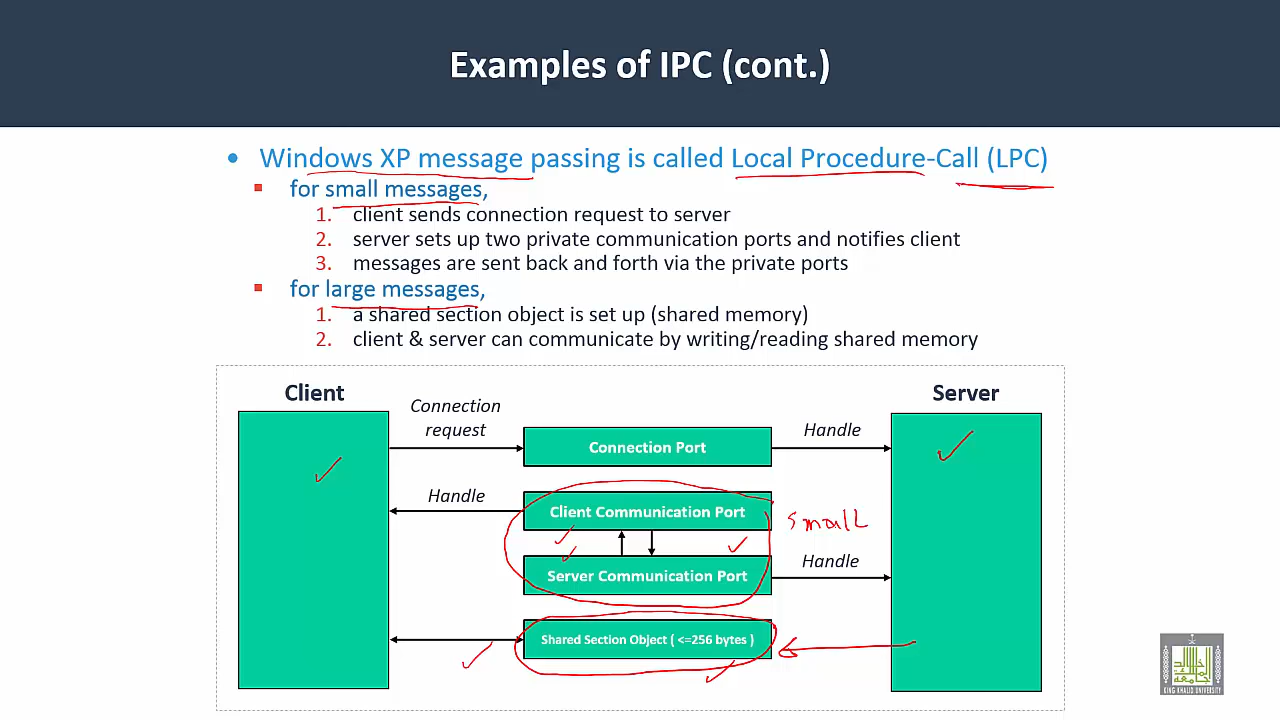 Examples of IPC (cont.)
• Windows XP message passing is called Local Procedure-Call (LPC)
▪ for small messages,
1. client sends connection request to server
2. server sets up two private communication ports and notifies client
3. messages are sent back and forth via the private ports
▪ for large messages,
1. a shared section object is set up (shared memory)
2. client & server can communicate by writing/reading shared memory
Client
Server
Connection
request
Connection Port
Handle
Handle
Client Communication Port
small
Server Communication Port
Handle
Shared Section Object ( <=256 bytes )
KING KHALID UNIVERSITY